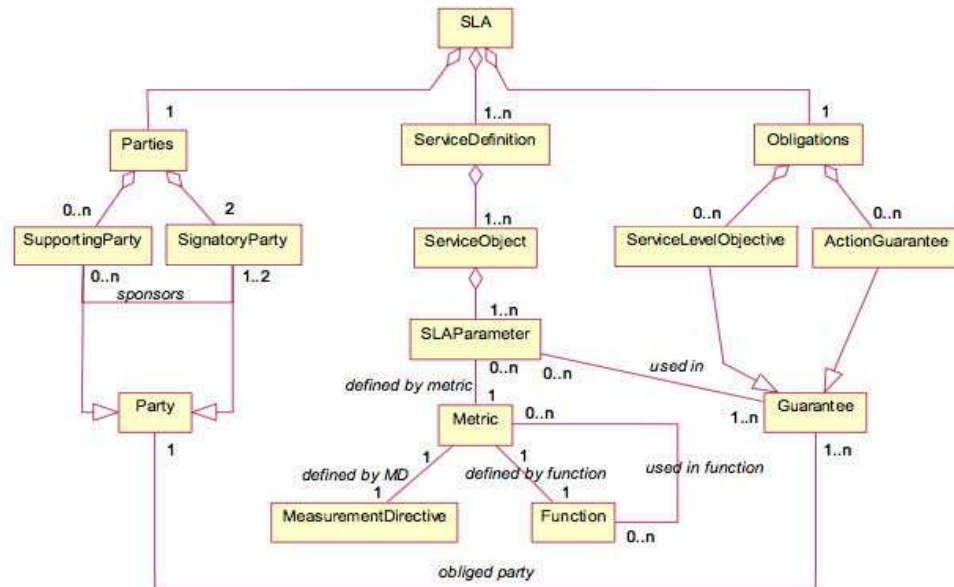 SLA
1
1..n
1
Parties
ServiceDefinition
Obligations
0..n
2
1..n
0..n
0..n
SupportingParty
SignatoryParty
ServiceObject
ServiceLevelObjective
ActionGuarantee
0..n
1..2
sponsors
1..n
SLAParameter
0..n
0..n
used in
defined by metric
1
Party
Metric
0..n
1..n
Guarantee
1
1
1
1..n
defined by MD
defined by function
used in function
1
1
MeasurementDirective
Function
0..n
obliged party